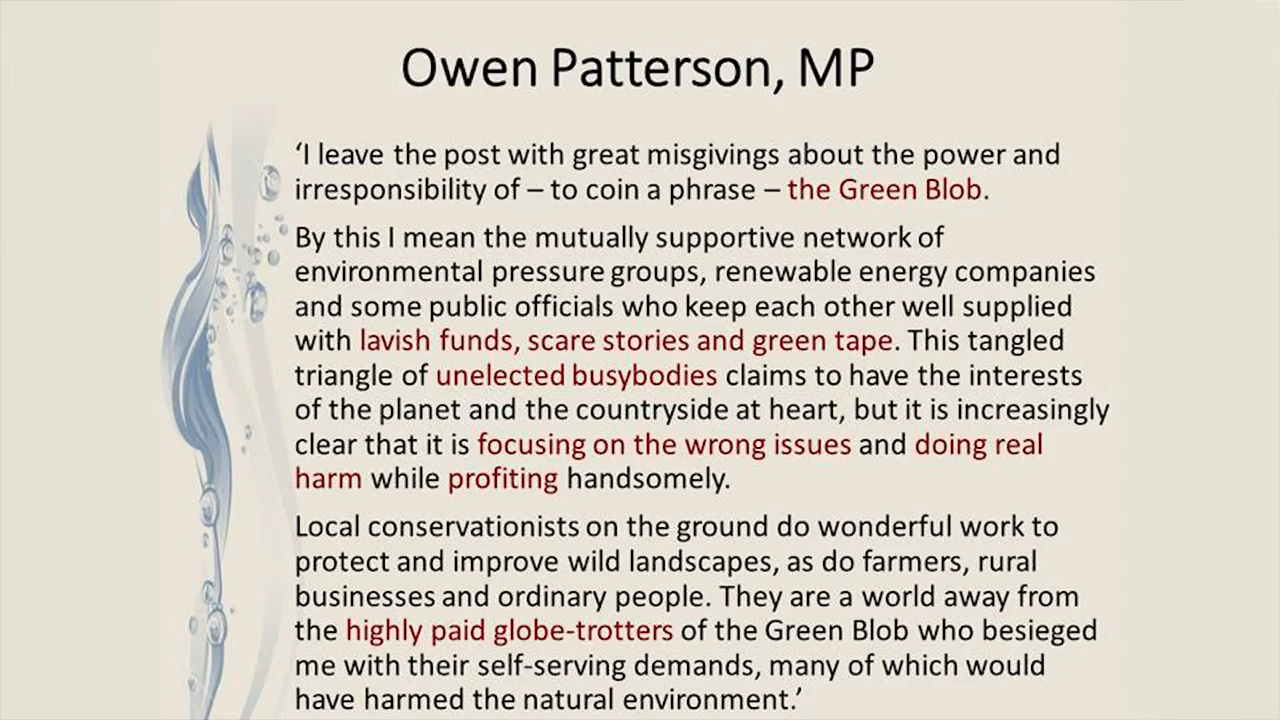 Owen Patterson, MP
‘I leave the post with great misgivings about the power and
irresponsibility of – to coin a phrase – the Green Blob.
By this I mean the mutually supportive network of
environmental pressure groups, renewable energy companies
and some public officials who keep each other well supplied
with lavish funds, scare stories and green tape. This tangled
triangle of unelected busybodies claims to have the interests
of the planet and the countryside at heart, but it is increasingly
clear that it is focusing on the wrong issues and doing real
harm while profiting handsomely.
Local conservationists on the ground do wonderful work to
protect and improve wild landscapes, as do farmers, rural
businesses and ordinary people. They are a world away from
the highly paid globe-trotters of the Green Blob who besieged
me with their self-serving demands, many of which would
have harmed the natural environment.’